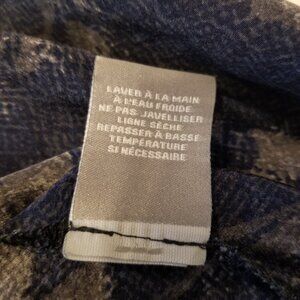 LAVER À LA MAIN
À L'EAU FROIDE
NE PAS JAVELLISER
LIGNE SÈCHE
REPASSER À BASSE
TEMPÉRATURE
SI NÉCESSAIRE